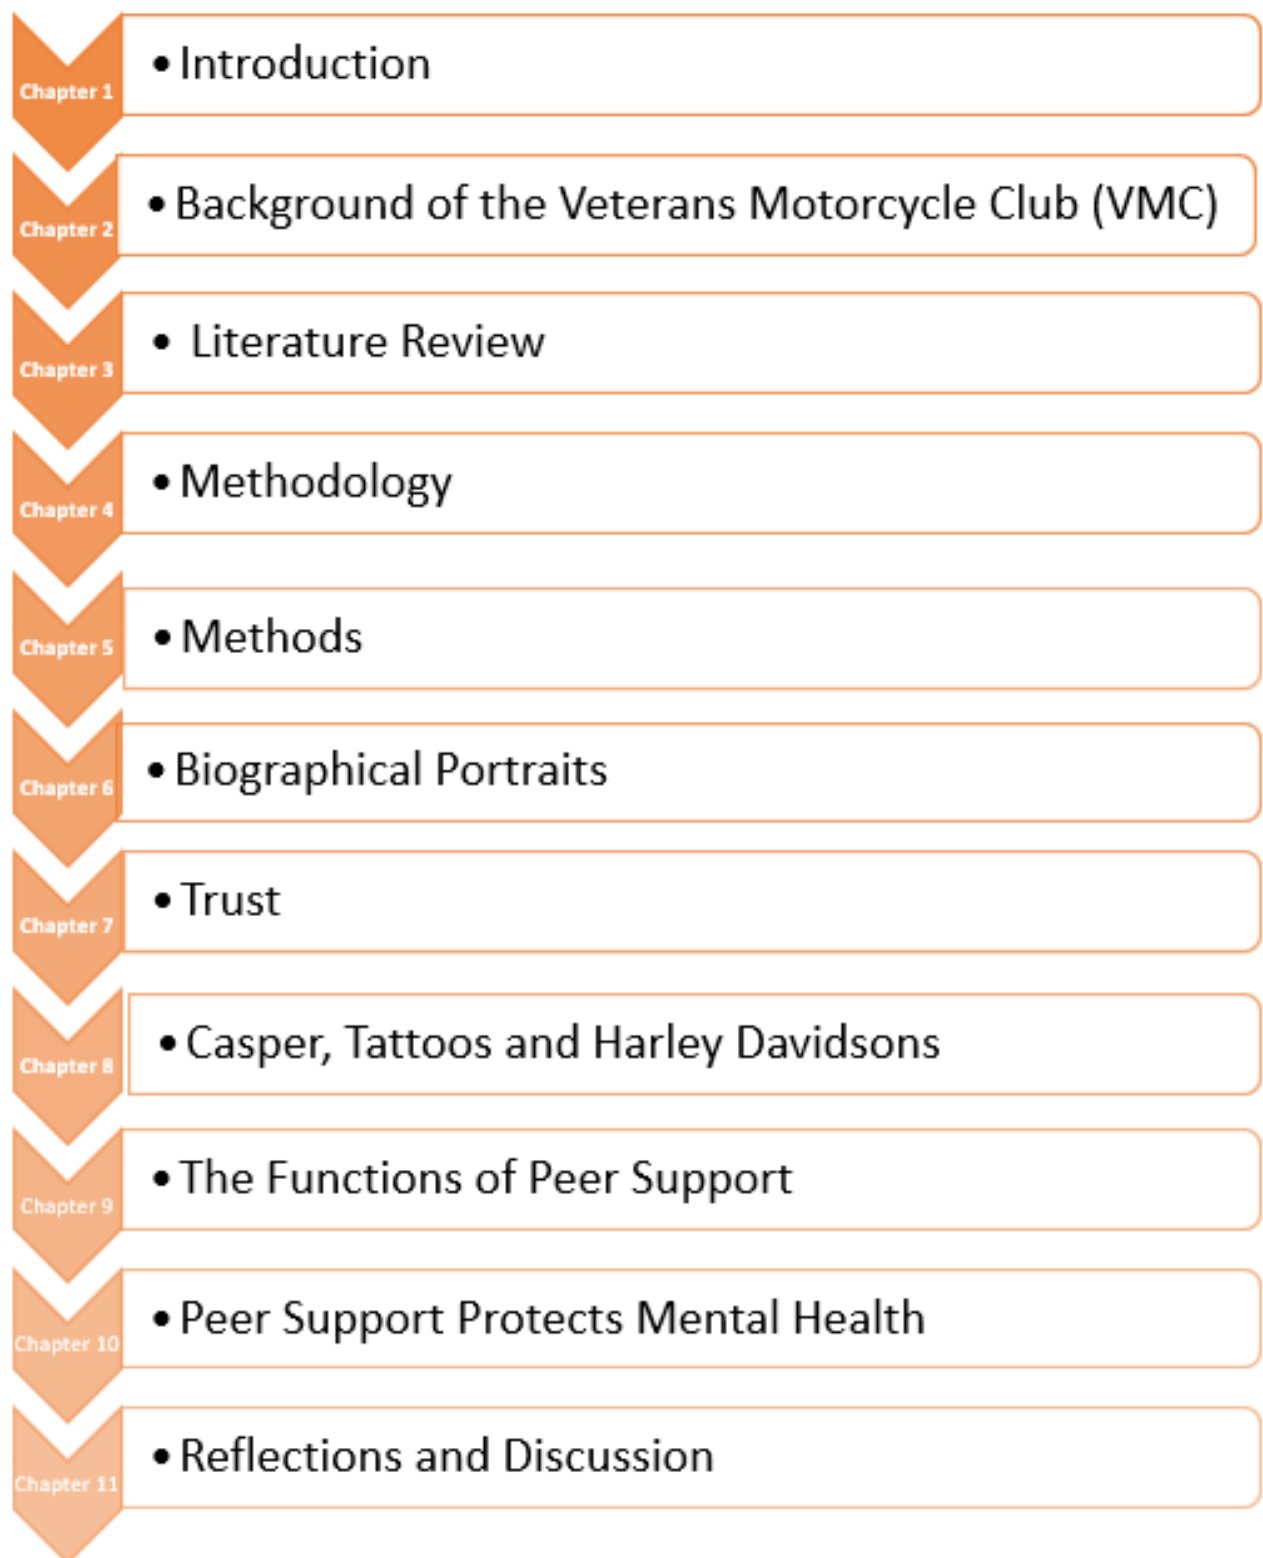 Chapter 1
• Introduction
Chapter 2
• Background of the Veterans Motorcycle Club (VMC)
Chapter 3
• Literature Review
Chapter 4
• Methodology
Chapter 5
• Methods
Chapter 6
• Biographical Portraits
Chapter 7
• Trust
Chapter 8
• Casper, Tattoos and Harley Davidsons
Chapter 9
• The Functions of Peer Support
Chapter 10
• Peer Support Protects Mental Health
Chapter 11
• Reflections and Discussion